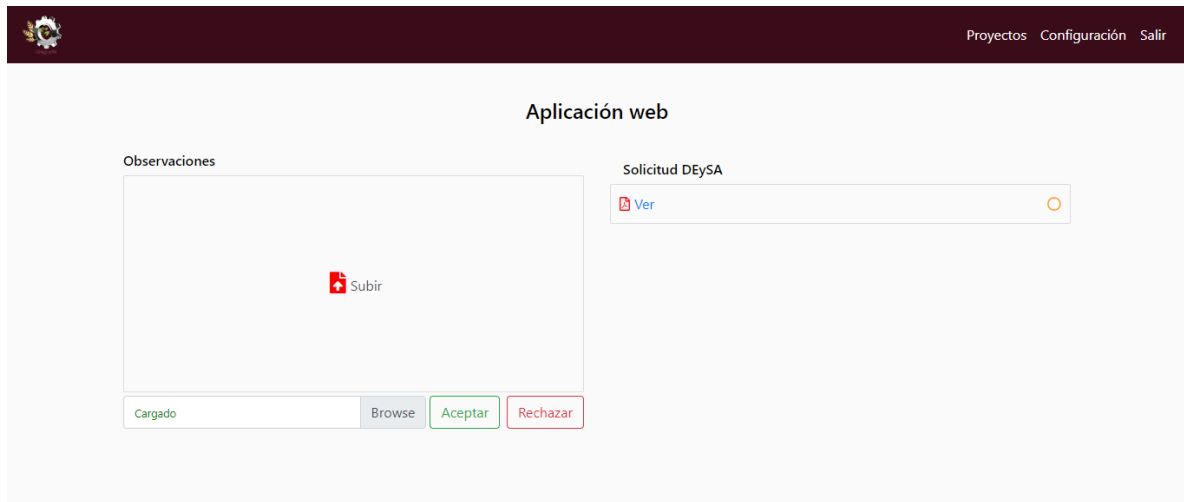 Proyectos Configuración Salir
Aplicación web
Observaciones
Subir
Cargado Browse Aceptar Rechazar
Solicitud DEySA
Ver